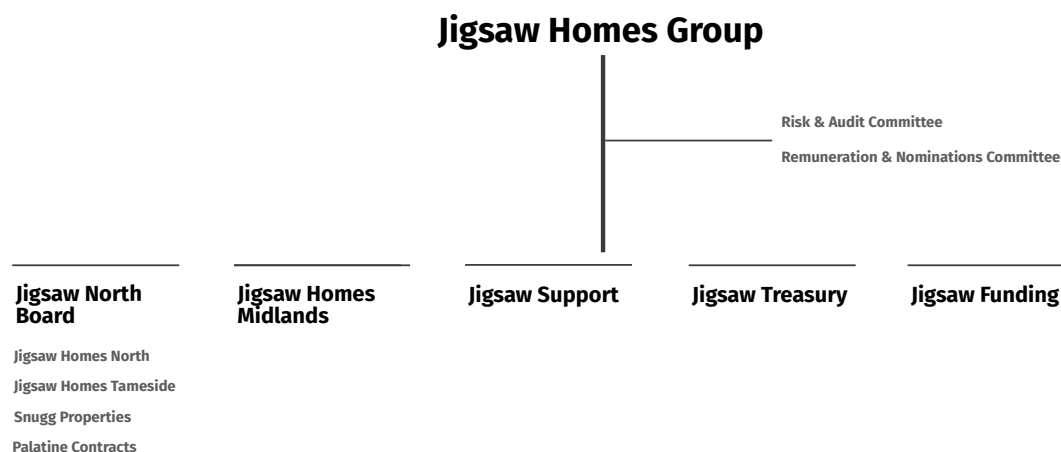 Jigsaw Homes Group
Risk & Audit Committee
Remuneration & Nominations Committee
Jigsaw North
Board
Jigsaw Homes North
Jigsaw Homes Tameside
Snugg Properties
Palatine Contracts
Jigsaw Homes
Midlands
Jigsaw Support
Jigsaw Treasury
Jigsaw Funding